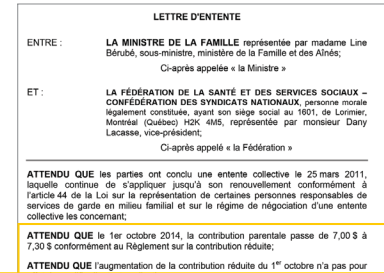 LETTRE D'ENTENTE
ENTRE : LA MINISTRE DE LA FAMILLE représentée par madame Line
Bérubé, sous-ministre, ministère de la Famille et des Aînés;
Ci-après appelée « la Ministre »
ET : LA FÉDÉRATION DE LA SANTÉ ET DES SERVICES SOCIAUX –
CONFÉDÉRATION DES SYNDICATS NATIONAUX, personne morale
légalement constituée, ayant son siège social au 1601, de Lorimier,
Montréal (Québec) H2K 4M5, représentée par monsieur Dany
Lacasse, vice-président;
Ci-après appelé « la Fédération »
ATTENDU QUE les parties ont conclu une entente collective le 25 mars 2011,
laquelle continue de s'appliquer jusqu'à son renouvellement conformément à
l'article 44 de la Loi sur la représentation de certaines personnes responsables de
services de garde en milieu familial et sur le régime de négociation d'une entente
collective les concernant;
ATTENDU QUE le 1er octobre 2014, la contribution parentale passe de 7,00 $ à
7,30 $ conformément au Règlement sur la contribution réduite;
ATTENDU QUE l'augmentation de la contribution réduite du 1er octobre n'a pas pour